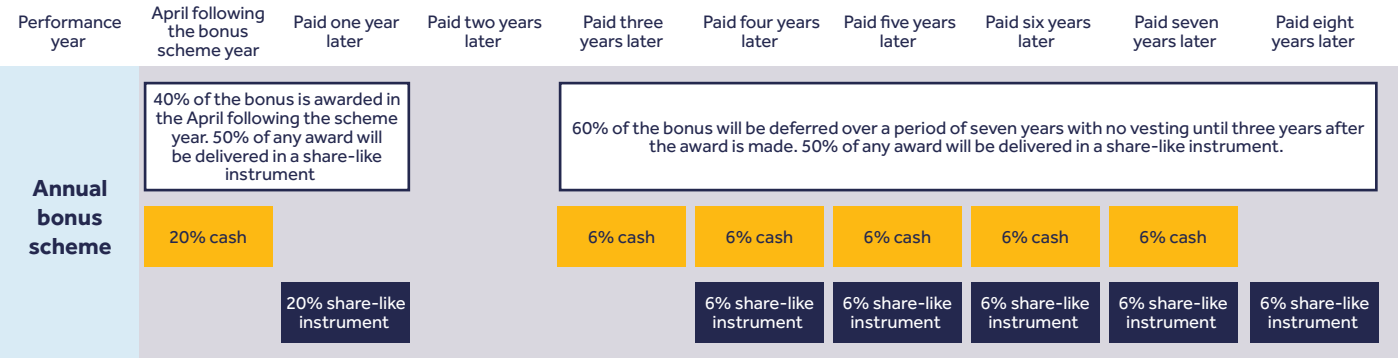 Performance
year
April following
the bonus
scheme year
Paid one year
later
Paid two years
later
Paid three
years later
Paid four years
later
Paid five years
later
Paid six years
later
Paid seven
years later
Paid eight
years later
Annual
bonus
scheme
40% of the bonus is awarded in
the April following the scheme
year. 50% of any award will
be delivered in a share-like
instrument
60% of the bonus will be deferred over a period of seven years with no vesting until three years after
the award is made. 50% of any award will be delivered in a share-like instrument.
20% cash
6% cash
6% cash
6% cash
6% cash
6% cash
20% share-like
instrument
6% share-like
instrument
6% share-like
instrument
6% share-like
instrument
6% share-like
instrument
6% share-like
instrument